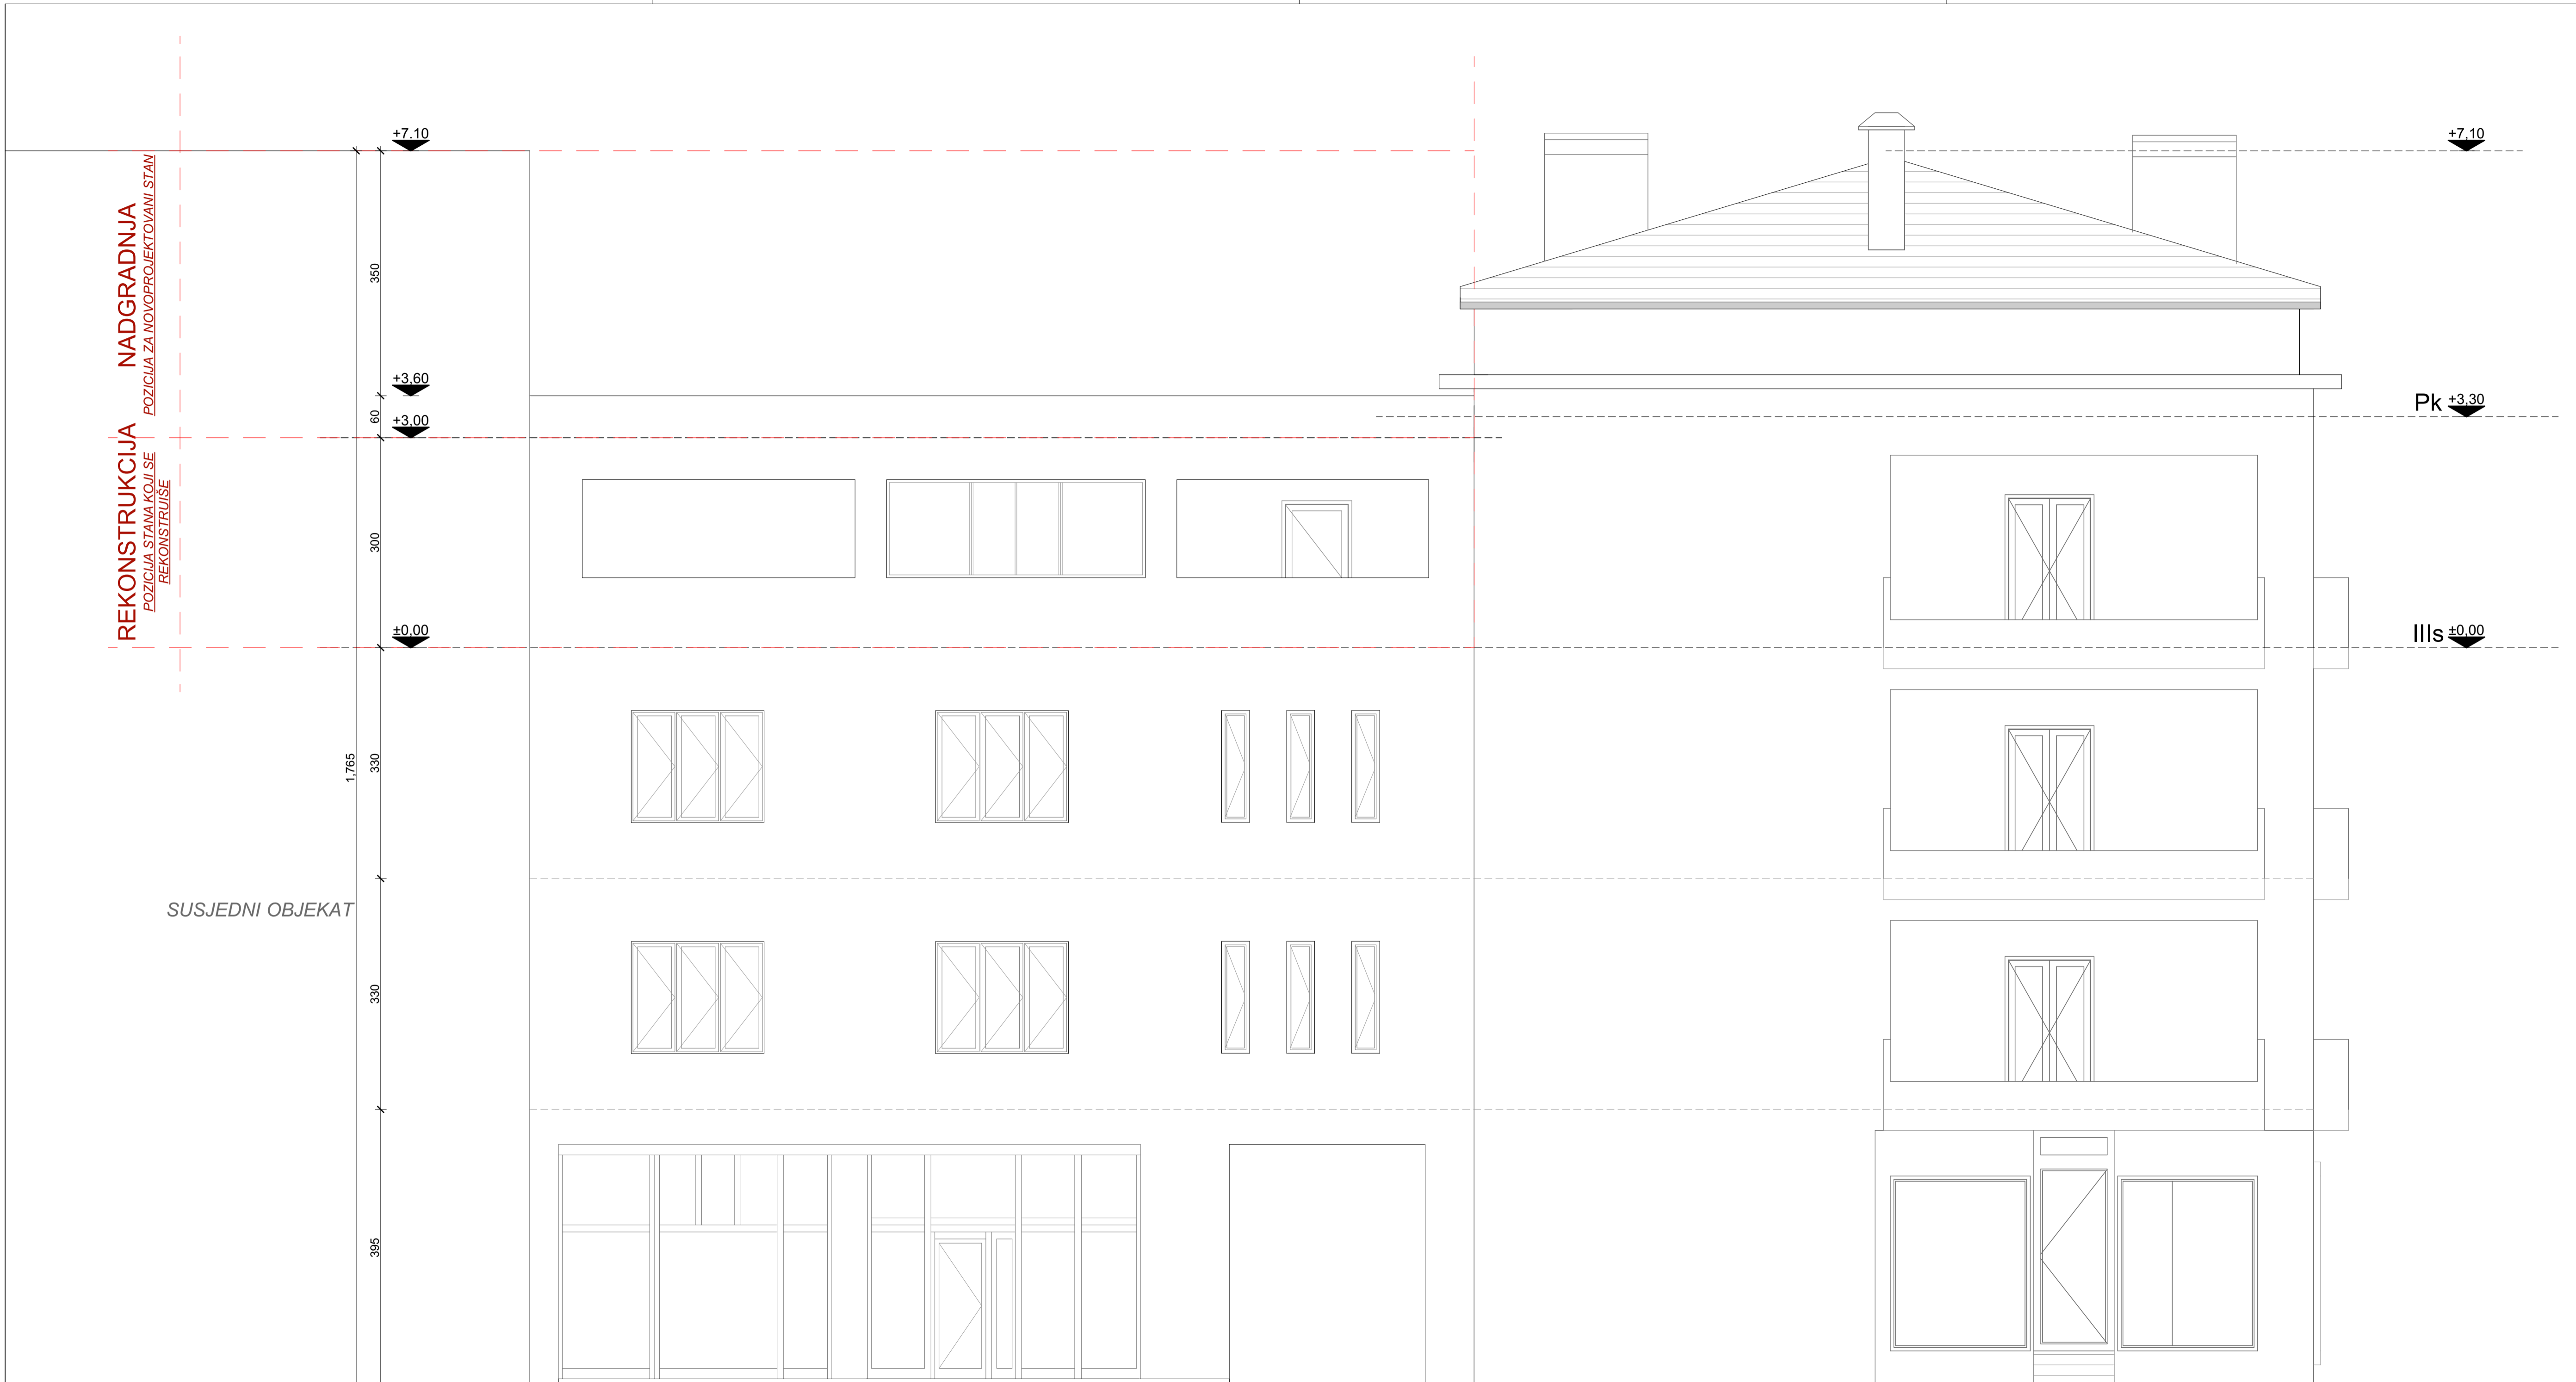 +7.10
+7,10
NADGRADNJA
POZICIJA ZA NOVOPROJEKTOVANI STAN
350
+3,60
60
+3,00
Pk +3,30
REKONSTRUKCIJA
POZICIJA STANA KOJI SE
REKONSTRUIŠE
300
±0,00
IIIs ±0,00
1,765
330
SUSJEDNI OBJEKAT
330
395